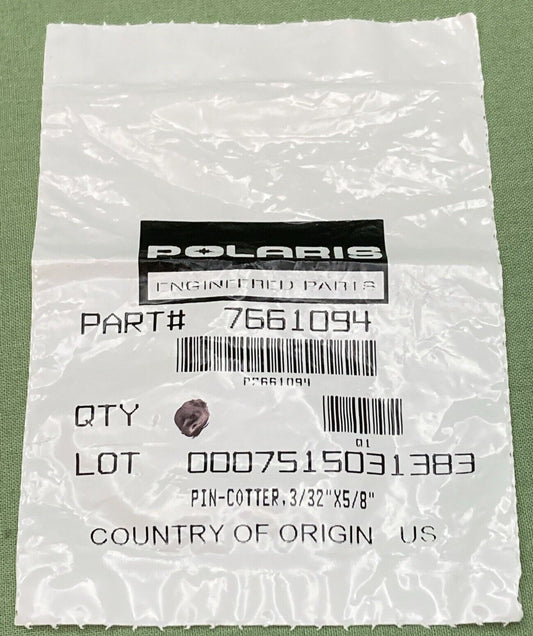 POLARIS
ENGINEERED PARTS
PART# 7661094
P7661094
QTY
01
LOT 0007515031383
PIN-COTTER,3/32"X5/8"
COUNTRY OF ORIGIN US